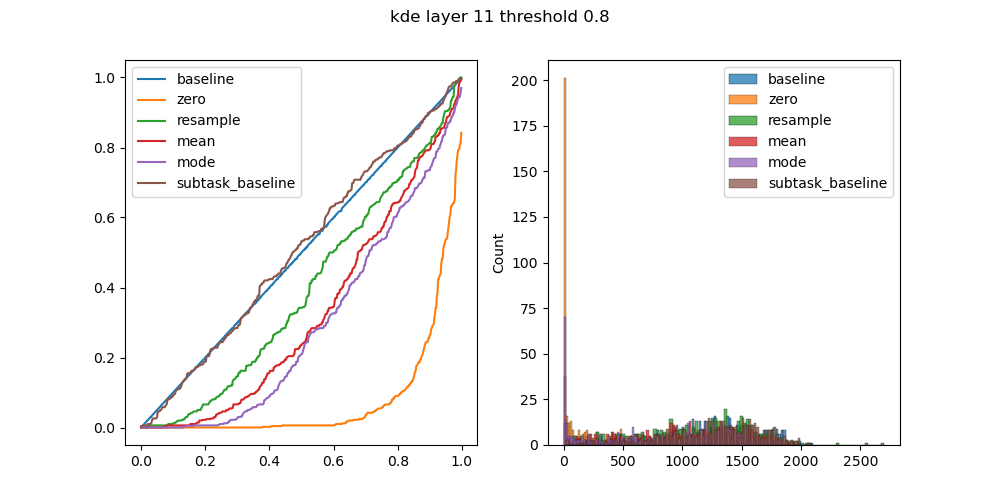 kde layer 11 threshold 0.8
baseline
zero
resample
mean
mode
subtask_baseline
1.0
0.8
0.6
0.4
0.2
0.0
0.0 0.2 0.4 0.6 0.8 1.0
baseline
zero
resample
mean
mode
subtask_baseline
Count
200
175
150
125
100
75
50
25
0
0 500 1000 1500 2000 2500